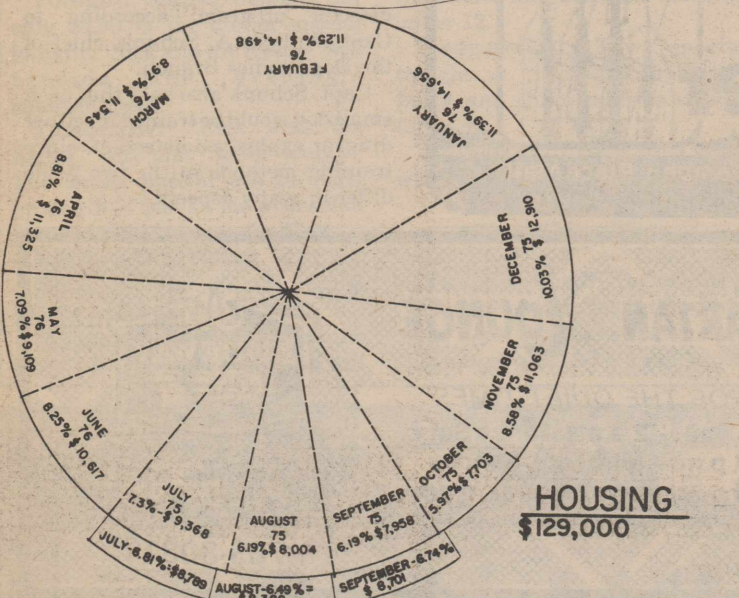 FEBUARY
76
11.25% $ 14,498
JANUARY
76
11.39% $ 14,656
DECEMBER
75
10.03% $ 12,910
NOVEMBER
75
8.58% $ 11,063
OCTOBER
75
5.97% $ 7,703
SEPTEMBER
75
6.19% $ 7,958
AUGUST
75
6.19% $ 8,004
JULY
75
7.3% - $ 9,368
JUNE
76
8.25% $ 10,617
MAY
76
7.09% $ 9,109
APRIL
76
8.81% $ 11,325
MARCH
76
8.97% $ 11,545
JULY-6.81%=$8,789
AUGUST-6.49%=
SEPTEMBER-6.74%
$ 8,701
HOUSING
$129,000